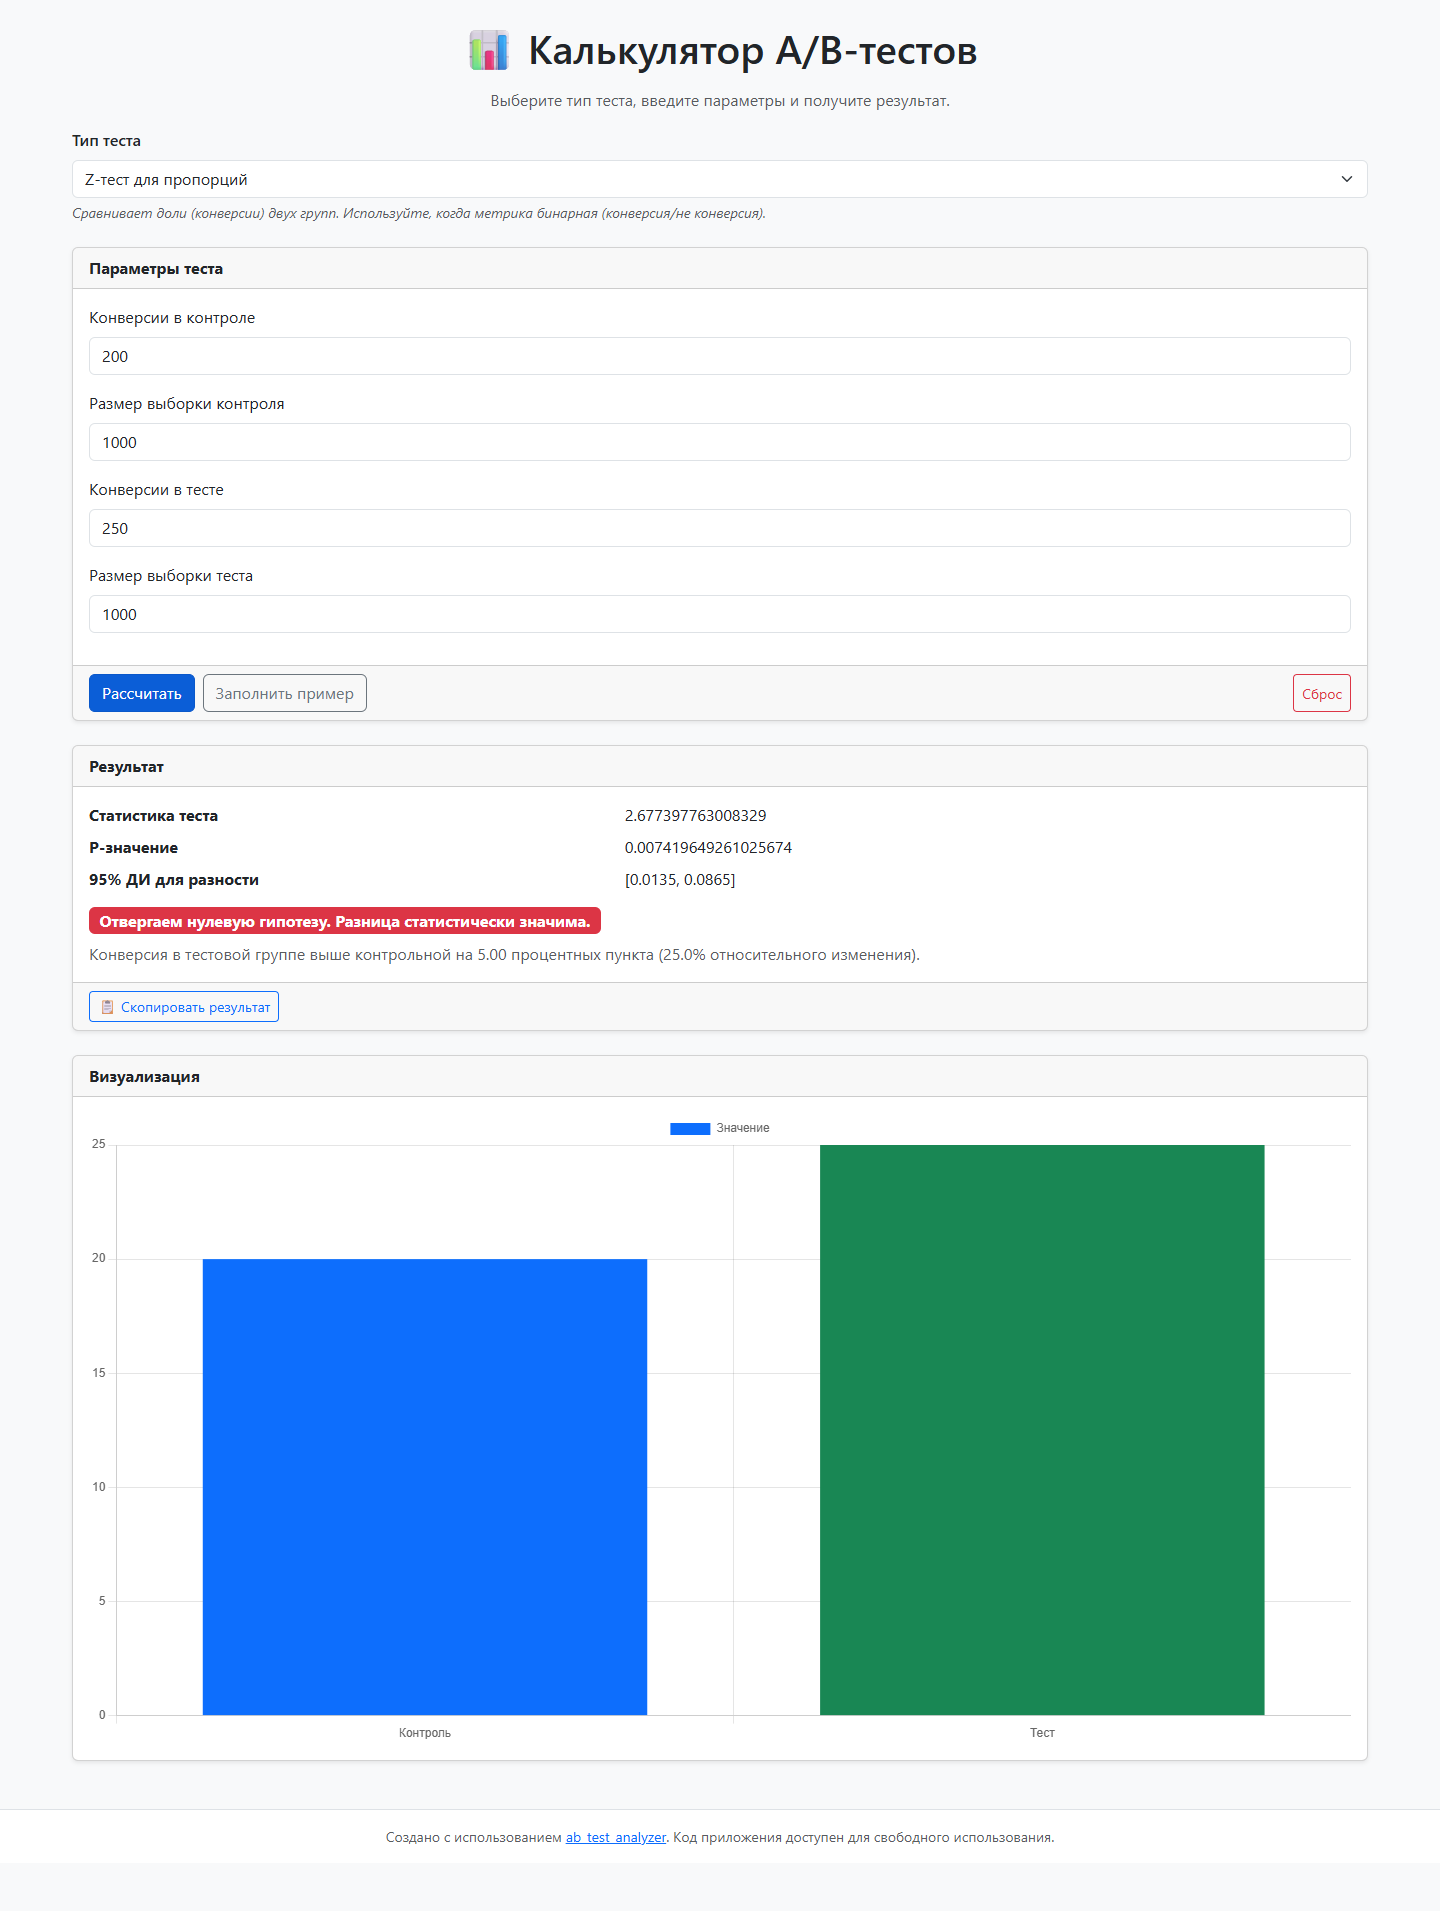 Калькулятор A/B-тестов
Выберите тип теста, введите параметры и получите результат.
Тип теста
Z-тест для пропорций
Сравнивает доли (конверсии) двух групп. Используйте, когда метрика бинарная (конверсия/не конверсия).
Параметры теста
Конверсии в контроле
200
Размер выборки контроля
1000
Конверсии в тесте
250
Размер выборки теста
1000
Рассчитать Заполнить пример Сброс
Результат
Статистика теста 2.677397763008329
P-значение 0.007419649261025674
95% ДИ для разности [0.0135, 0.0865]
Отвергаем нулевую гипотезу. Разница статистически значима.
Конверсия в тестовой группе выше контрольной на 5.00 процентных пункта (25.0% относительного изменения).
Скопировать результат
Визуализация
Значение
25
20
15
10
5
0
Контроль Тест
Создано с использованием ab_test_analyzer. Код приложения доступен для свободного использования.